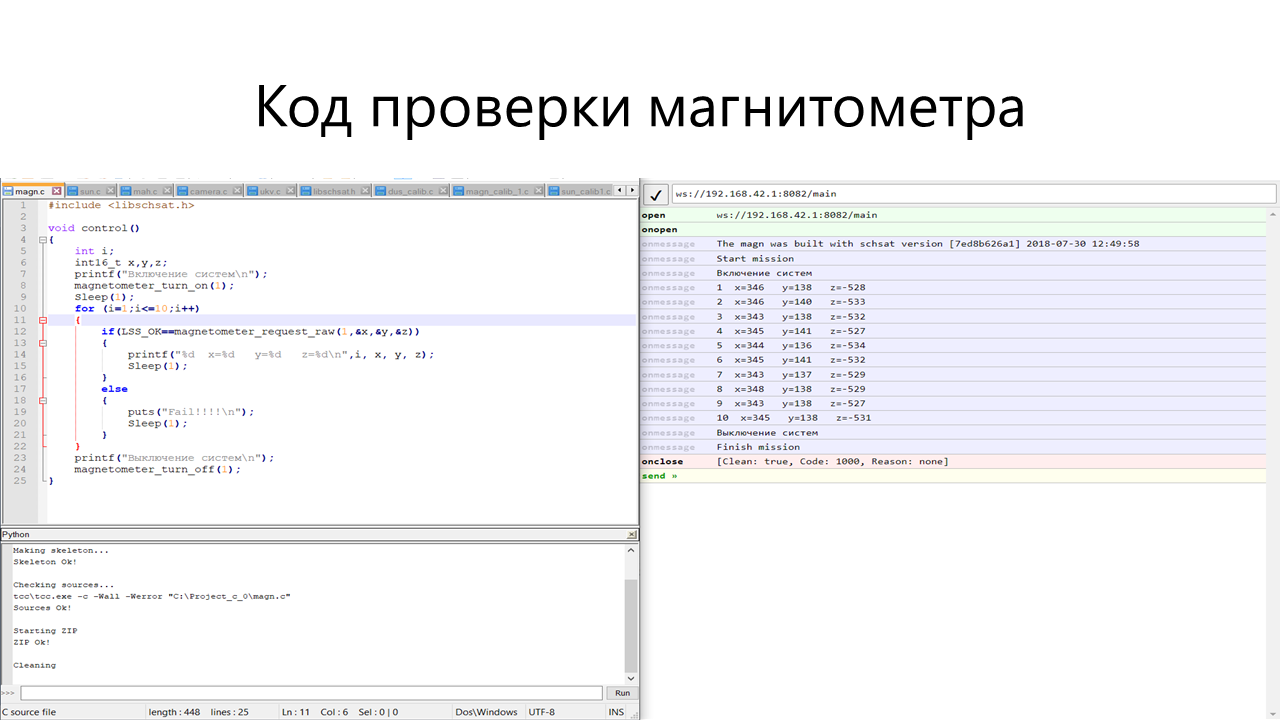 Код проверки магнитометра
magn.c sun.c mah.c camera.c ukv.c libschsat.h dus_calib.c magn_calib_1.c sun_calib1.c
1 #include <libschsat.h>
2
3 void control()
4 {
5 int i;
6 int16_t x,y,z;
7 printf("Включение систем\n");
8 magnetometer_turn_on(1);
9 Sleep(1);
10 for (i=1;i<=10;i++)
11 {
12 if(LSS_OK==magnetometer_request_raw(1,&x,&y,&z))
13 {
14 printf("%d x=%d y=%d z=%d\n",i, x, y, z);
15 Sleep(1);
16 }
17 else
18 {
19 puts("Fail!!!!\n");
20 Sleep(1);
21 }
22 }
23 printf("Выключение систем\n");
24 magnetometer_turn_off(1);
25 }
Python
Making skeleton...
Skeleton Ok!
Checking sources...
tcc\tcc.exe -c -Wall -Werror "C:\Project_c_0\magn.c"
Sources Ok!
Starting ZIP
ZIP Ok!
Cleaning
>>> Run
C source file length : 448 lines : 25 Ln : 11 Col : 6 Sel : 0 | 0 Dos\Windows UTF-8 INS
ws://192.168.42.1:8082/main
open ws://192.168.42.1:8082/main
onopen
onmessage The magn was built with schsat version [7ed8b626a1] 2018-07-30 12:49:58
onmessage Start mission
onmessage Включение систем
onmessage 1 x=346 y=138 z=-528
onmessage 2 x=346 y=140 z=-533
onmessage 3 x=343 y=138 z=-532
onmessage 4 x=345 y=141 z=-527
onmessage 5 x=344 y=136 z=-534
onmessage 6 x=345 y=141 z=-532
onmessage 7 x=343 y=137 z=-529
onmessage 8 x=348 y=138 z=-529
onmessage 9 x=343 y=138 z=-527
onmessage 10 x=345 y=138 z=-531
onmessage Выключение систем
onmessage Finish mission
onclose [Clean: true, Code: 1000, Reason: none]
send »